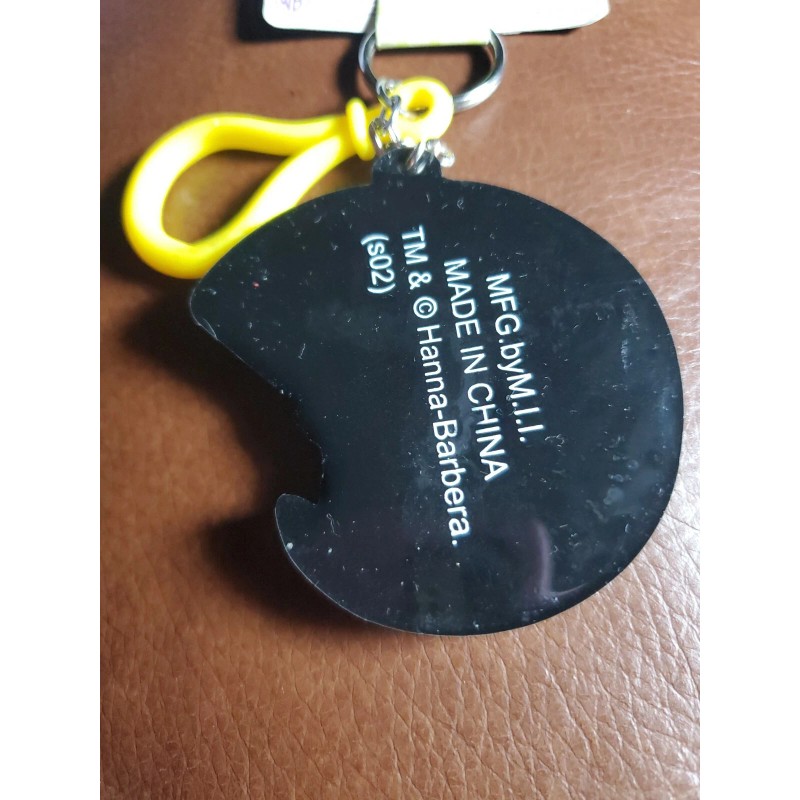 MFG.byM.I.I.
MADE IN CHINA
TM & © Hanna-Barbera.
(s02)